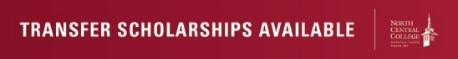 TRANSFER SCHOLARSHIPS AVAILABLE
NORTH
CENTRAL
COLLEGE